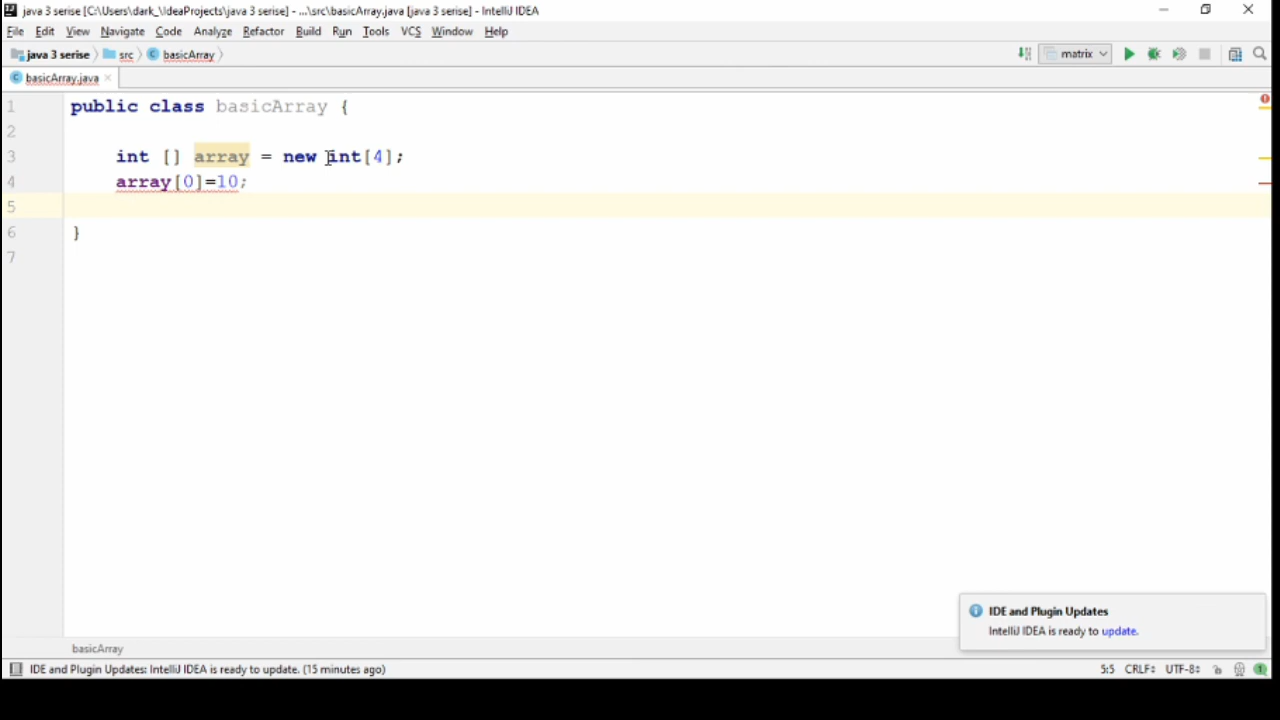 java 3 serise [C:\Users\dark_\IdeaProjects\java 3 serise] - ...\src\basicArray.java [java 3 serise] - IntelliJ IDEA
File Edit View Navigate Code Analyze Refactor Build Run Tools VCS Window Help
java 3 serise src basicArray matrix
basicArray.java
1 public class basicArray {
2
3 int [] array = new int[4];
4 array[0]=10;
5
6 }
7
IDE and Plugin Updates
IntelliJ IDEA is ready to update.
basicArray
IDE and Plugin Updates: IntelliJ IDEA is ready to update. (15 minutes ago) 5:5 CRLF UTF-8 1